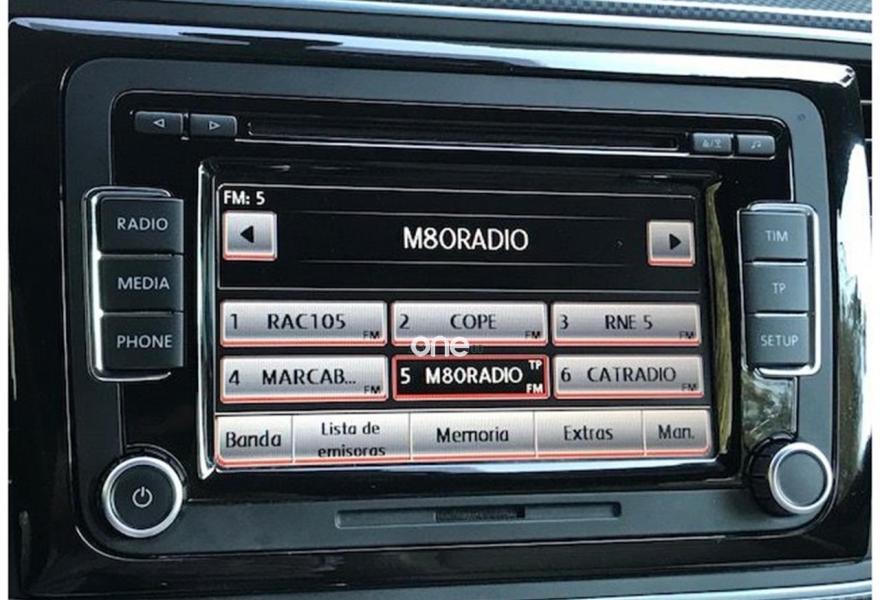 FM: 5
RADIO
M80RADIO
TIM
MEDIA
TP
PHONE
SETUP
1 RAC105 FM
2 COPE FM
3 RNE 5 FM
one
4 MARCAB... FM
5 M80RADIO TP FM
6 CATRADIO FM
Banda
Lista de
emisoras
Memoria
Extras
Man.